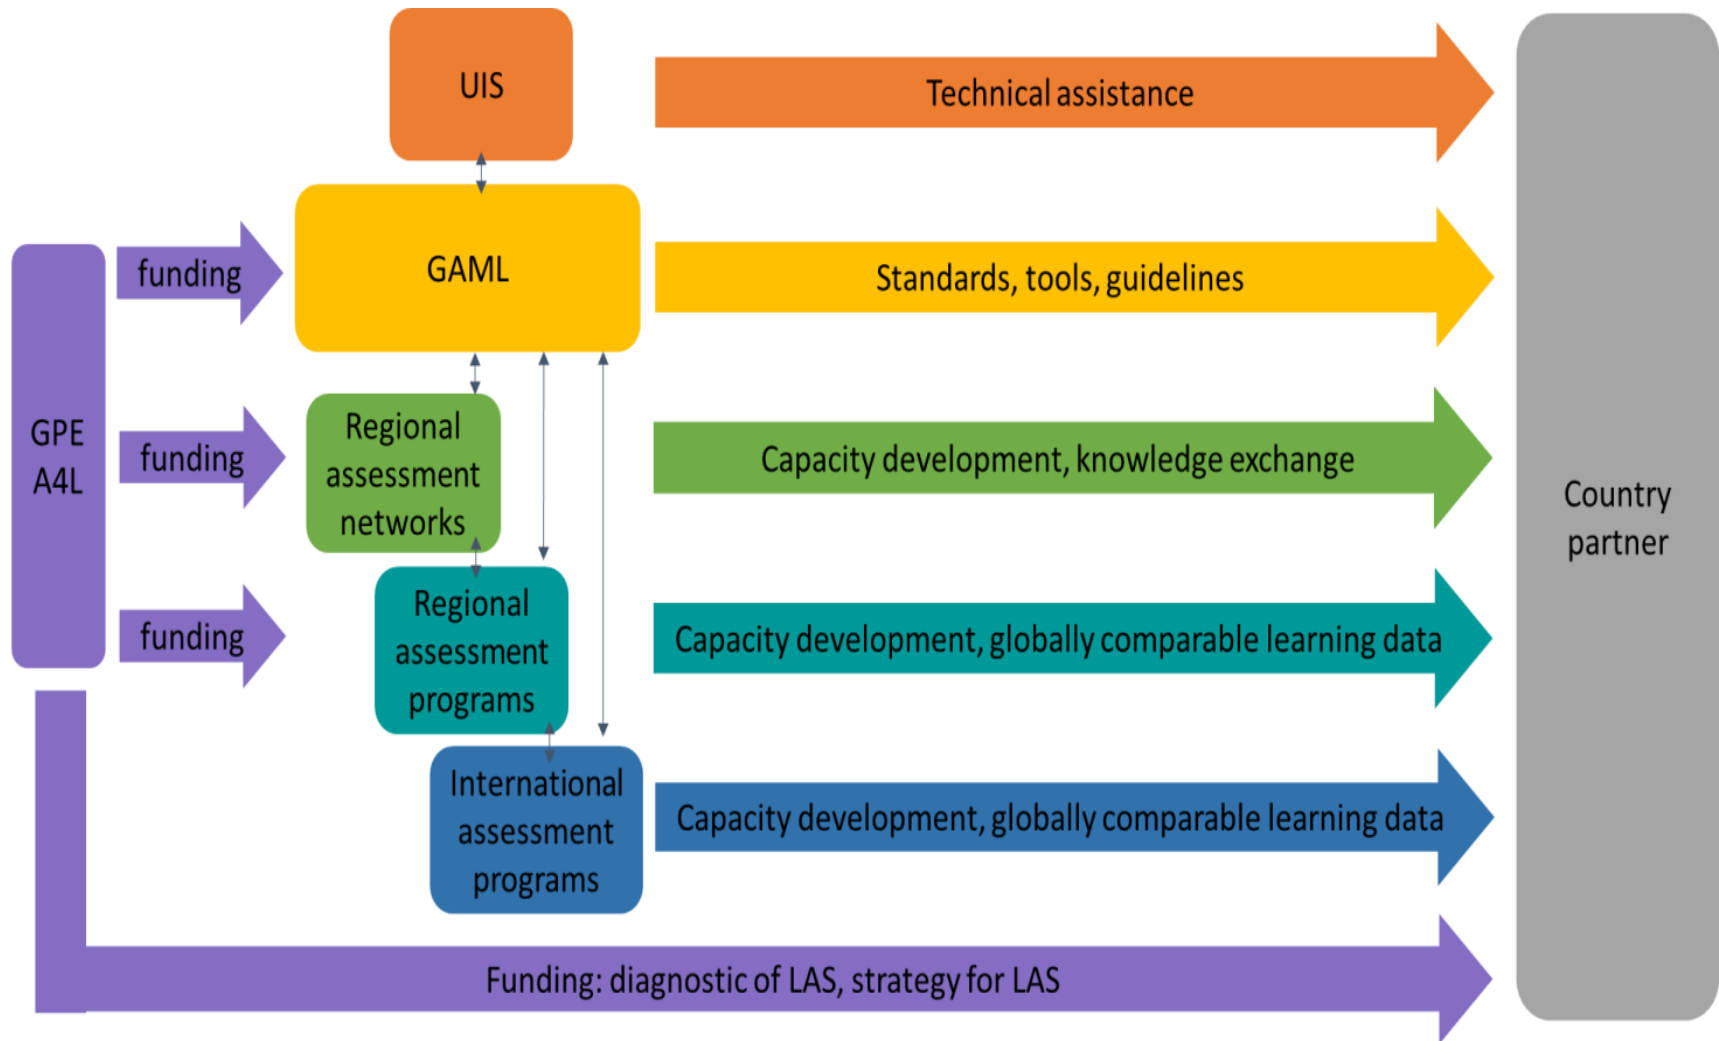 UIS
Technical assistance
funding
GAML
Standards, tools, guidelines
GPE
A4L
funding
Regional
assessment
networks
Capacity development, knowledge exchange
funding
Regional
assessment
programs
Capacity development, globally comparable learning data
International
assessment
programs
Capacity development, globally comparable learning data
Funding: diagnostic of LAS, strategy for LAS
Country
partner